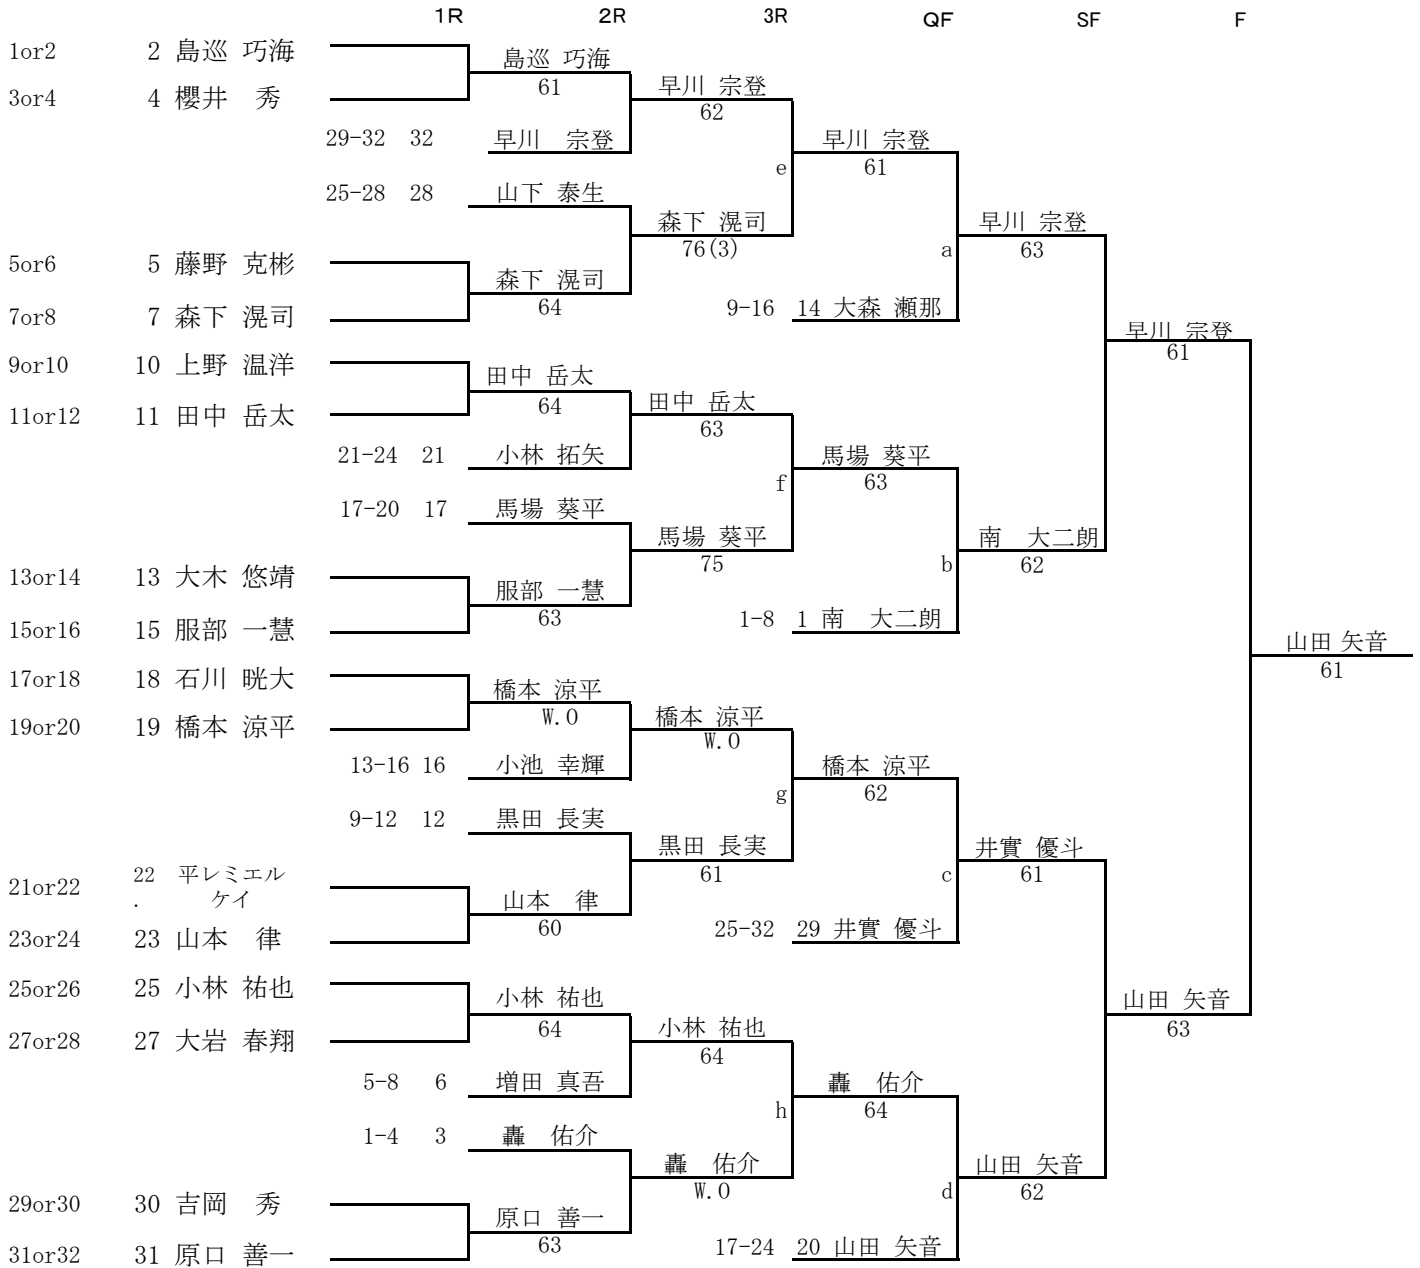 1R 2R 3R QF SF F
1or2 2 島巡 巧海
島巡 巧海
61
早川 宗登
62
3or4 4 櫻井 秀
29-32 32 早川 宗登
早川 宗登
61
e
25-28 28 山下 泰生
森下 滉司
76(3)
早川 宗登
63
a
5or6 5 藤野 克彬
森下 滉司
64
9-16 14 大森 瀬那
7or8 7 森下 滉司
早川 宗登
61
9or10 10 上野 温洋
田中 岳太
64
田中 岳太
63
11or12 11 田中 岳太
21-24 21 小林 拓矢
馬場 葵平
63
f
17-20 17 馬場 葵平
馬場 葵平
75
南 大二朗
62
b
13or14 13 大木 悠靖
服部 一慧
63
1-8 1 南 大二朗
15or16 15 服部 一慧
山田 矢音
61
17or18 18 石川 晄大
橋本 涼平
W.O
橋本 涼平
W.O
19or20 19 橋本 涼平
13-16 16 小池 幸輝
橋本 涼平
62
g
9-12 12 黒田 長実
黒田 長実
61
井實 優斗
61
c
21or22 22 平レミエル
. ケイ
山本 律
60
25-32 29 井實 優斗
23or24 23 山本 律
25or26 25 小林 祐也
小林 祐也
64
山田 矢音
63
小林 祐也
64
27or28 27 大岩 春翔
5-8 6 増田 真吾
轟 佑介
64
h
1-4 3 轟 佑介
轟 佑介
W.O
山田 矢音
62
d
29or30 30 吉岡 秀
原口 善一
63
17-24 20 山田 矢音
31or32 31 原口 善一